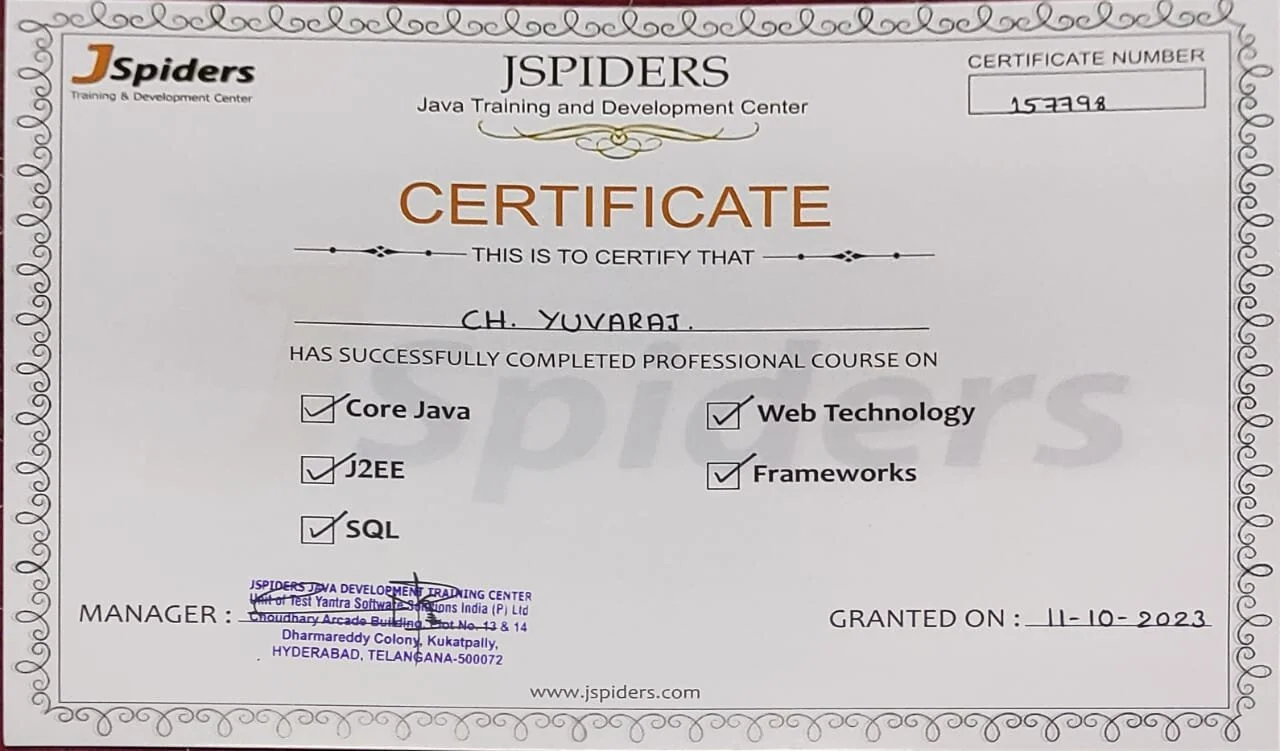 JSpiders
Training & Development Center
JSPIDERS
Java Training and Development Center
CERTIFICATE NUMBER
157798
CERTIFICATE
THIS IS TO CERTIFY THAT
CH. YUVARAJ.
HAS SUCCESSFULLY COMPLETED PROFESSIONAL COURSE ON
Core Java
Web Technology
J2EE
Frameworks
SQL
Spiders
MANAGER :
JSPIDERS JAVA DEVELOPMENT TRAINING CENTER
Unit of Test Yantra Software Solutions India (P) Ltd
Choudhary Arcade Building, Plot No. 13 & 14
Dharmareddy Colony, Kukatpally,
HYDERABAD, TELANGANA-500072
GRANTED ON : 11-10-2023
www.jspiders.com